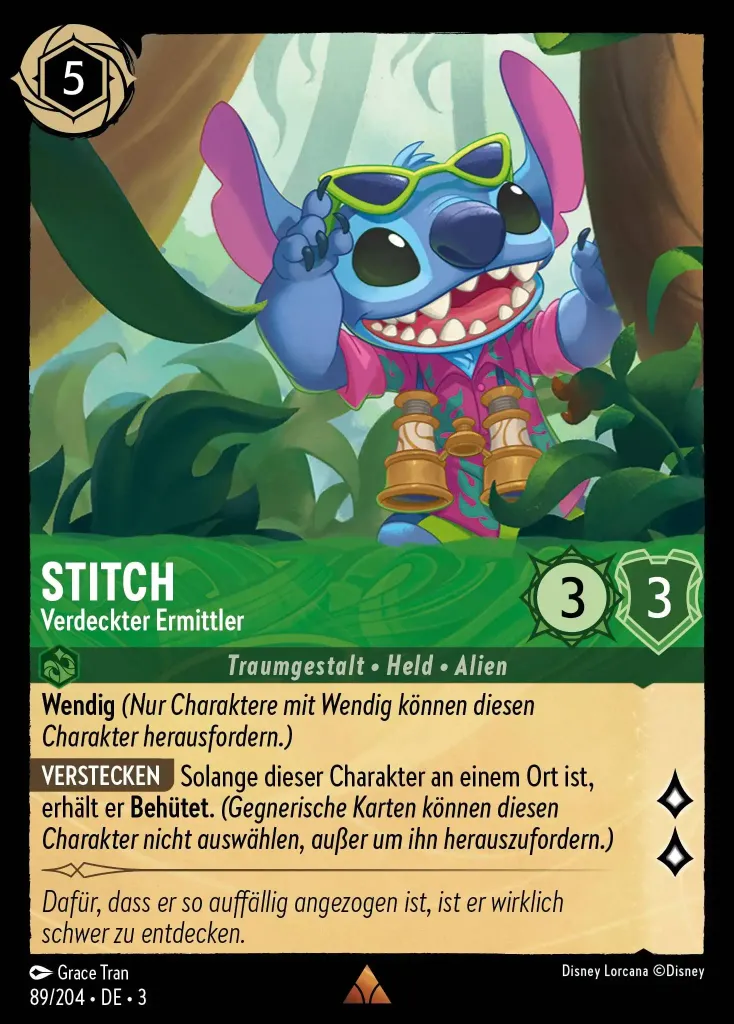 5
STITCH
Verdeckter Ermittler
3
3
Traumgestalt • Held • Alien
Wendig (Nur Charaktere mit Wendig können diesen
Charakter herausfordern.)
VERSTECKEN Solange dieser Charakter an einem Ort ist,
erhält er Behütet. (Gegnerische Karten können diesen
Charakter nicht auswählen, außer um ihn herauszufordern.)
Dafür, dass er so auffällig angezogen ist, ist er wirklich
schwer zu entdecken.
Grace Tran
Disney Lorcana ©Disney
89/204 • DE • 3